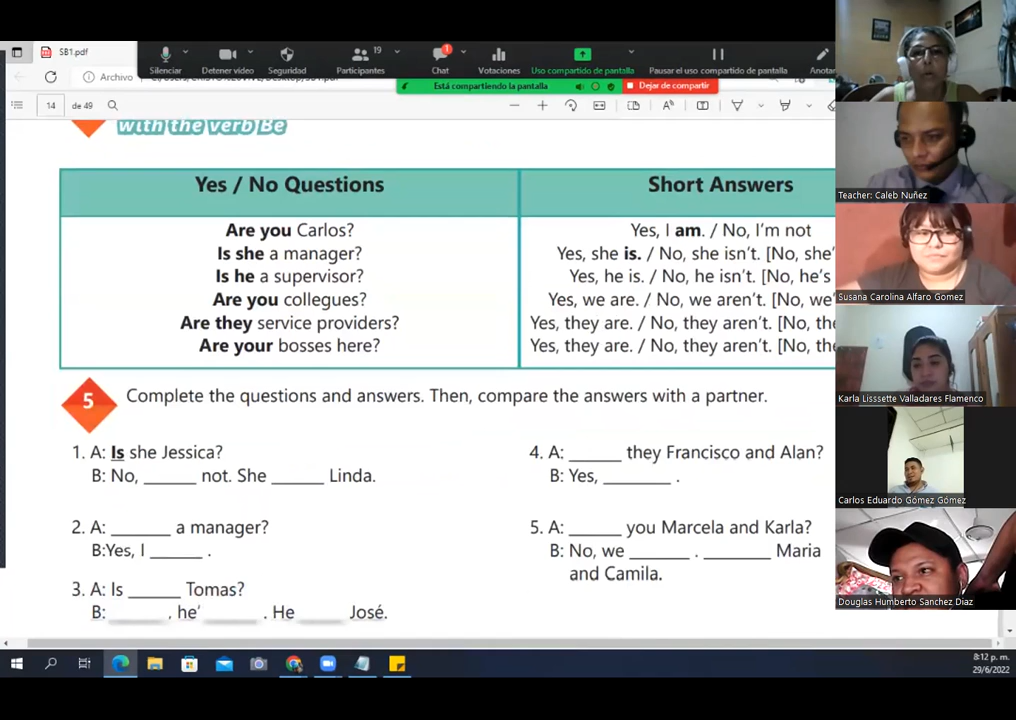 SB1.pdf
Silenciar
Detener video
Seguridad
19
Participantes
1
Chat
Votaciones
Uso compartido de pantalla
Pausar el uso compartido de pantalla
Anotar
Archivo
Está compartiendo la pantalla
Dejar de compartir
14 de 49
with the verb Be
Yes / No Questions
Short Answers
Are you Carlos?
Yes, I am. / No, I'm not
Is she a manager?
Yes, she is. / No, she isn't. [No, she'
Is he a supervisor?
Yes, he is. / No, he isn't. [No, he's
Are you collegues?
Yes, we are. / No, we aren't. [No, we'
Are they service providers?
Yes, they are. / No, they aren't. [No, the
Are your bosses here?
Yes, they are. / No, they aren't. [No, the
5
Complete the questions and answers. Then, compare the answers with a partner.
1. A: Is she Jessica?
B: No, ______ not. She ______ Linda.
2. A: _______ a manager?
B:Yes, I ______ .
3. A: Is ______ Tomas?
B: ______ , he' ______ . He _____ José.
4. A: ______ they Francisco and Alan?
B: Yes, ________ .
5. A: ______ you Marcela and Karla?
B: No, we _______ . ________ Maria
and Camila.
Teacher: Caleb Nuñez
Susana Carolina Alfaro Gomez
Karla Lisssette Valladares Flamenco
Carlos Eduardo Gómez Gómez
Douglas Humberto Sanchez Diaz
8:12 p. m.
29/6/2022